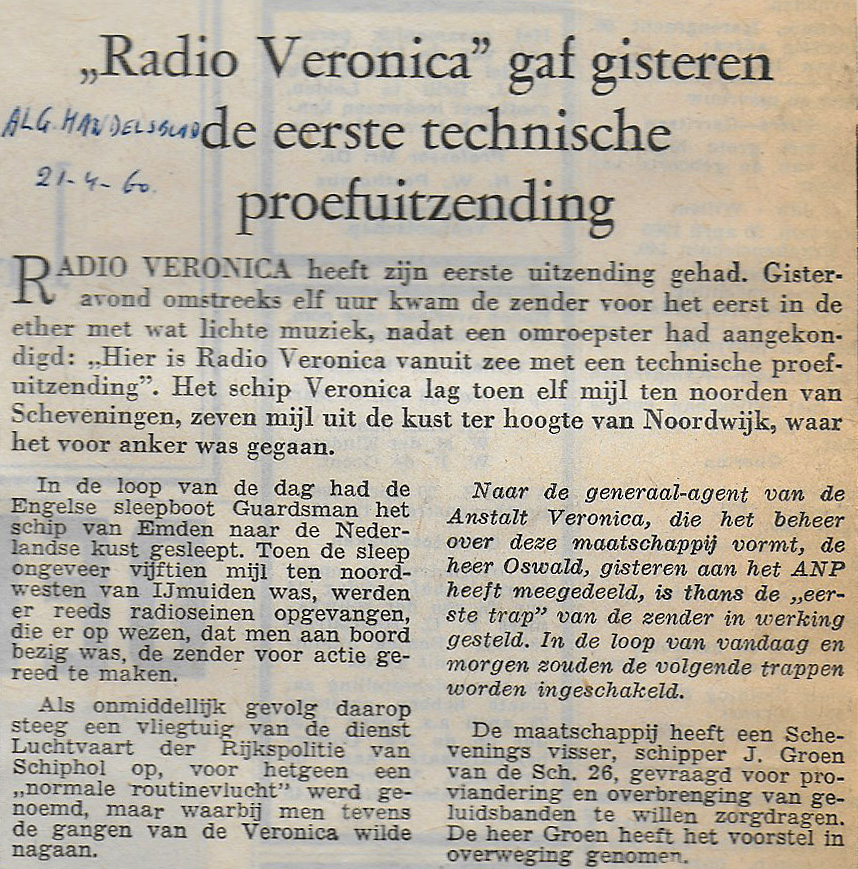 „Radio Veronica” gaf gisteren
de eerste technische
proefuitzending
ALG. HANDELSBLAD
21-4-60.
RADIO VERONICA heeft zijn eerste uitzending gehad. Gister-
avond omstreeks elf uur kwam de zender voor het eerst in de
ether met wat lichte muziek, nadat een omroepster had aangekon-
digd: „Hier is Radio Veronica vanuit zee met een technische proef-
uitzending”. Het schip Veronica lag toen elf mijl ten noorden van
Scheveningen, zeven mijl uit de kust ter hoogte van Noordwijk, waar
het voor anker was gegaan.
In de loop van de dag had de
Engelse sleepboot Guardsman het
schip van Emden naar de Neder-
landse kust gesleept. Toen de sleep
ongeveer vijftien mijl ten noord-
westen van IJmuiden was, werden
er reeds radioseinen opgevangen,
die er op wezen, dat men aan boord
bezig was, de zender voor actie ge-
reed te maken.
Als onmiddellijk gevolg daarop
steeg een vliegtuig van de dienst
Luchtvaart der Rijkspolitie van
Schiphol op, voor hetgeen een
„normale routinevlucht” werd ge-
noemd, maar waarbij men tevens
de gangen van de Veronica wilde
nagaan.
Naar de generaal-agent van de
Anstalt Veronica, die het beheer
over deze maatschappij vormt, de
heer Oswald, gisteren aan het ANP
heeft meegedeeld, is thans de „eer-
ste trap” van de zender in werking
gesteld. In de loop van vandaag en
morgen zouden de volgende trappen
worden ingeschakeld.
De maatschappij heeft een Sche-
venings visser, schipper J. Groen
van de Sch. 26, gevraagd voor pro-
viandering en overbrenging van ge-
luidsbanden te willen zorgdragen.
De heer Groen heeft het voorstel in
overweging genomen.